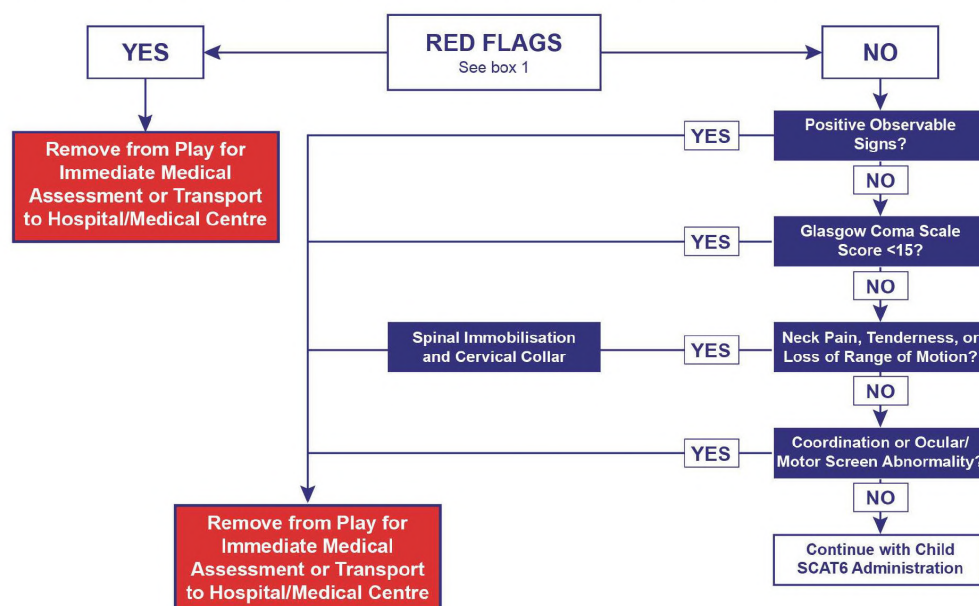 YES
RED FLAGS
See box 1
NO
Remove from Play for
Immediate Medical
Assessment or Transport
to Hospital/Medical Centre
YES
Positive Observable
Signs?
NO
YES
Glasgow Coma Scale
Score <15?
NO
Spinal Immobilisation
and Cervical Collar
YES
Neck Pain, Tenderness, or
Loss of Range of Motion?
NO
YES
Coordination or Ocular/
Motor Screen Abnormality?
NO
Remove from Play for
Immediate Medical
Assessment or Transport
to Hospital/Medical Centre
Continue with Child
SCAT6 Administration